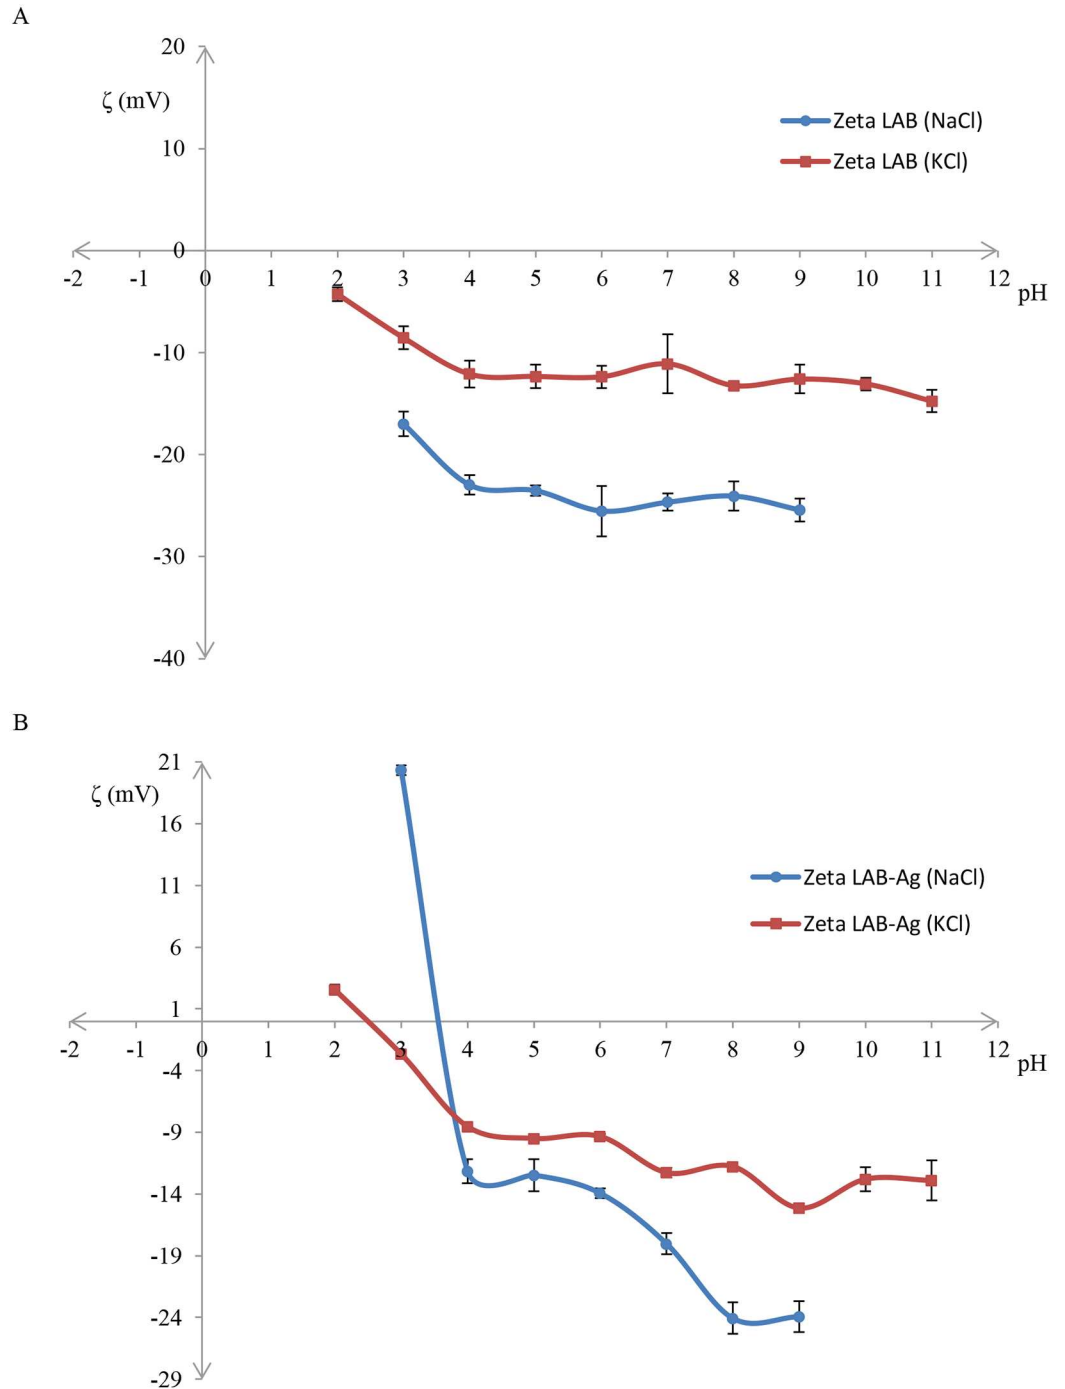 A
20
ζ (mV)
Zeta LAB (NaCl)
10
Zeta LAB (KCl)
0
-2 -1 0 1 2 3 4 5 6 7 8 9 10 11 12
pH
-10
-20
-30
-40
B
21
ζ (mV)
16
11
Zeta LAB-Ag (NaCl)
Zeta LAB-Ag (KCl)
6
1
-2 -1 0 1 2 3 4 5 6 7 8 9 10 11 12
pH
-4
-9
-14
-19
-24
-29